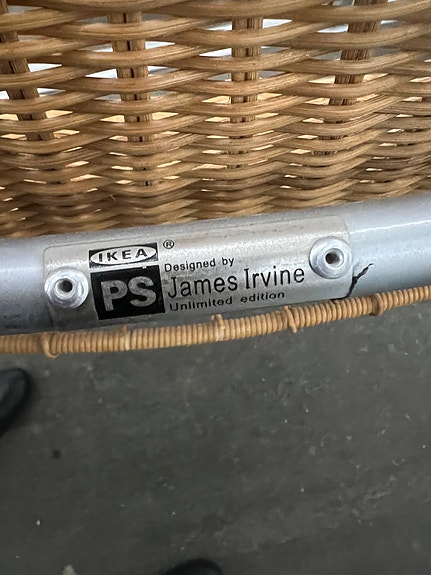 IKEA ®
PS
Designed by
James Irvine
Unlimited edition